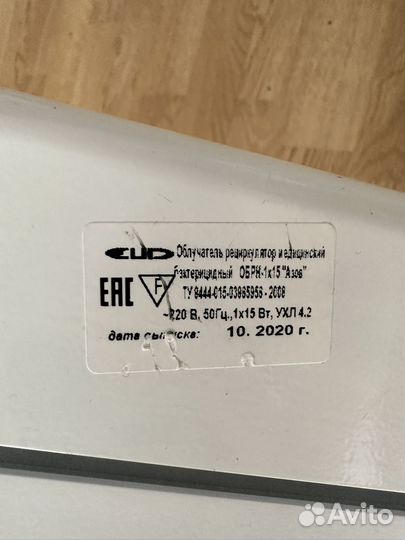 Облучатель рециркулятор медицинский
бактерицидный ОБРН-1х15 "Азов"
EAC F ТУ 9444-015-03965956-2008
~220 В, 50Гц.,1х15 Вт, УХЛ 4.2
дата выпуска: 10. 2020 г.
Avito